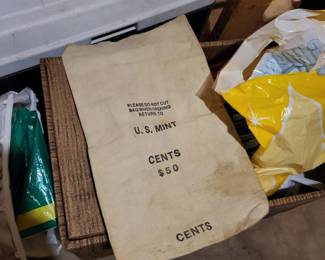 PLEASE DO NOT CUT
BAG WHEN OPENING
RETURN TO
U.S. MINT
CENTS
$50
CENTS